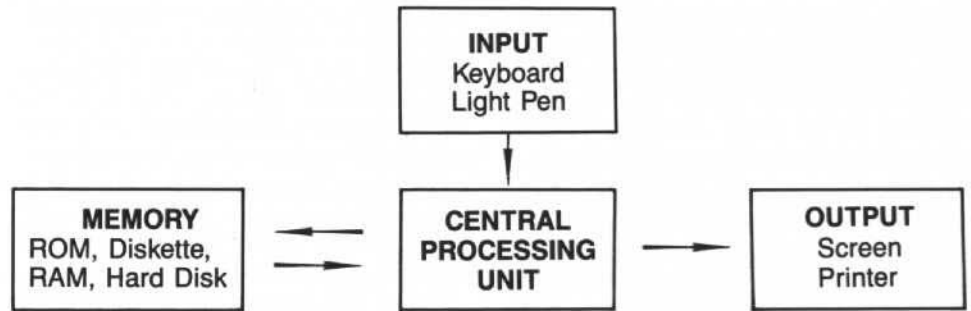 INPUT
Keyboard
Light Pen
MEMORY
ROM, Diskette,
RAM, Hard Disk
CENTRAL
PROCESSING
UNIT
OUTPUT
Screen
Printer